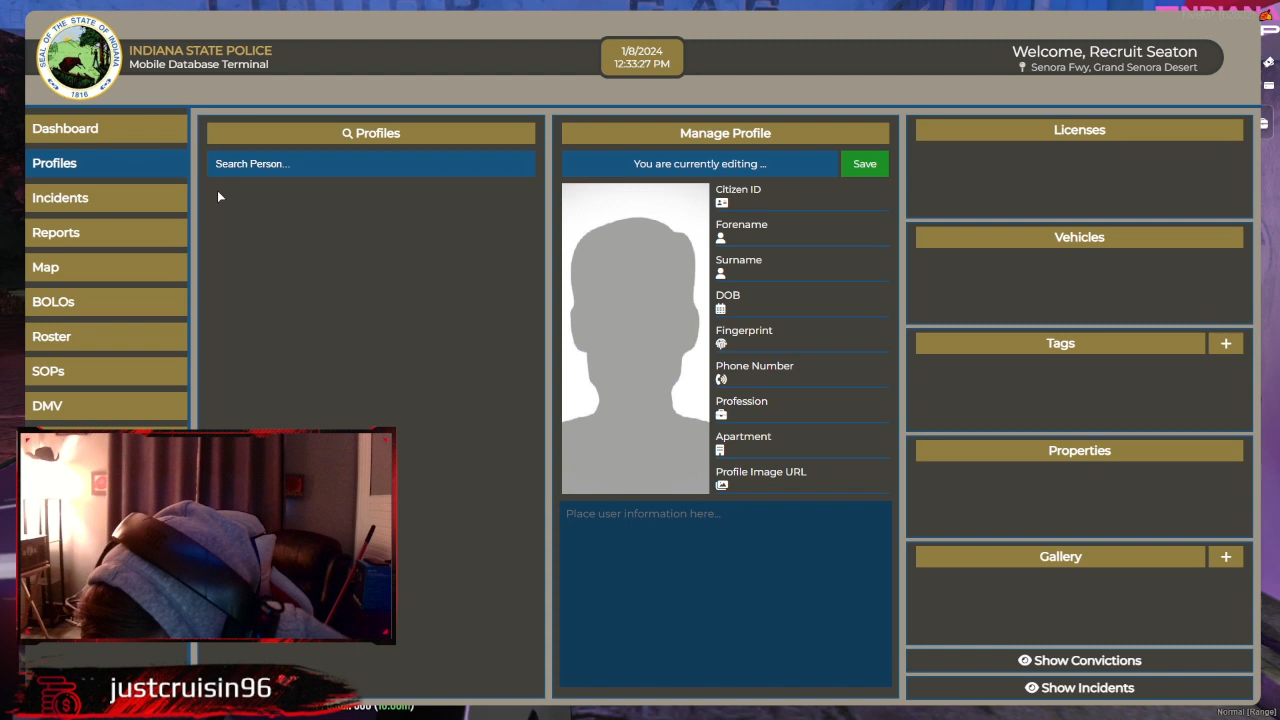 SEAL OF THE STATE OF INDIANA
1816
INDIANA STATE POLICE
Mobile Database Terminal
1/8/2024
12:33:27 PM
Welcome, Recruit Seaton
Senora Fwy, Grand Senora Desert
Dashboard
Profiles
Incidents
Reports
Map
BOLOs
Roster
SOPs
DMV
Profiles
Search Person...
Manage Profile
You are currently editing ...
Save
Citizen ID
Forename
Surname
DOB
Fingerprint
Phone Number
Profession
Apartment
Profile Image URL
Place user information here...
Licenses
Vehicles
Tags
+
Properties
Gallery
+
Show Convictions
Show Incidents
justcruisin96
Normal [Range]